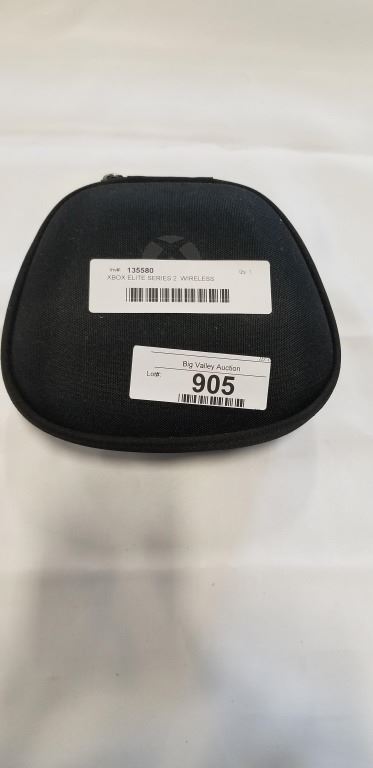 Inv#: 135580 Qty: 1
XBOX ELITE SERIES 2 WIRELESS
Big Valley Auction
Lot#: 905